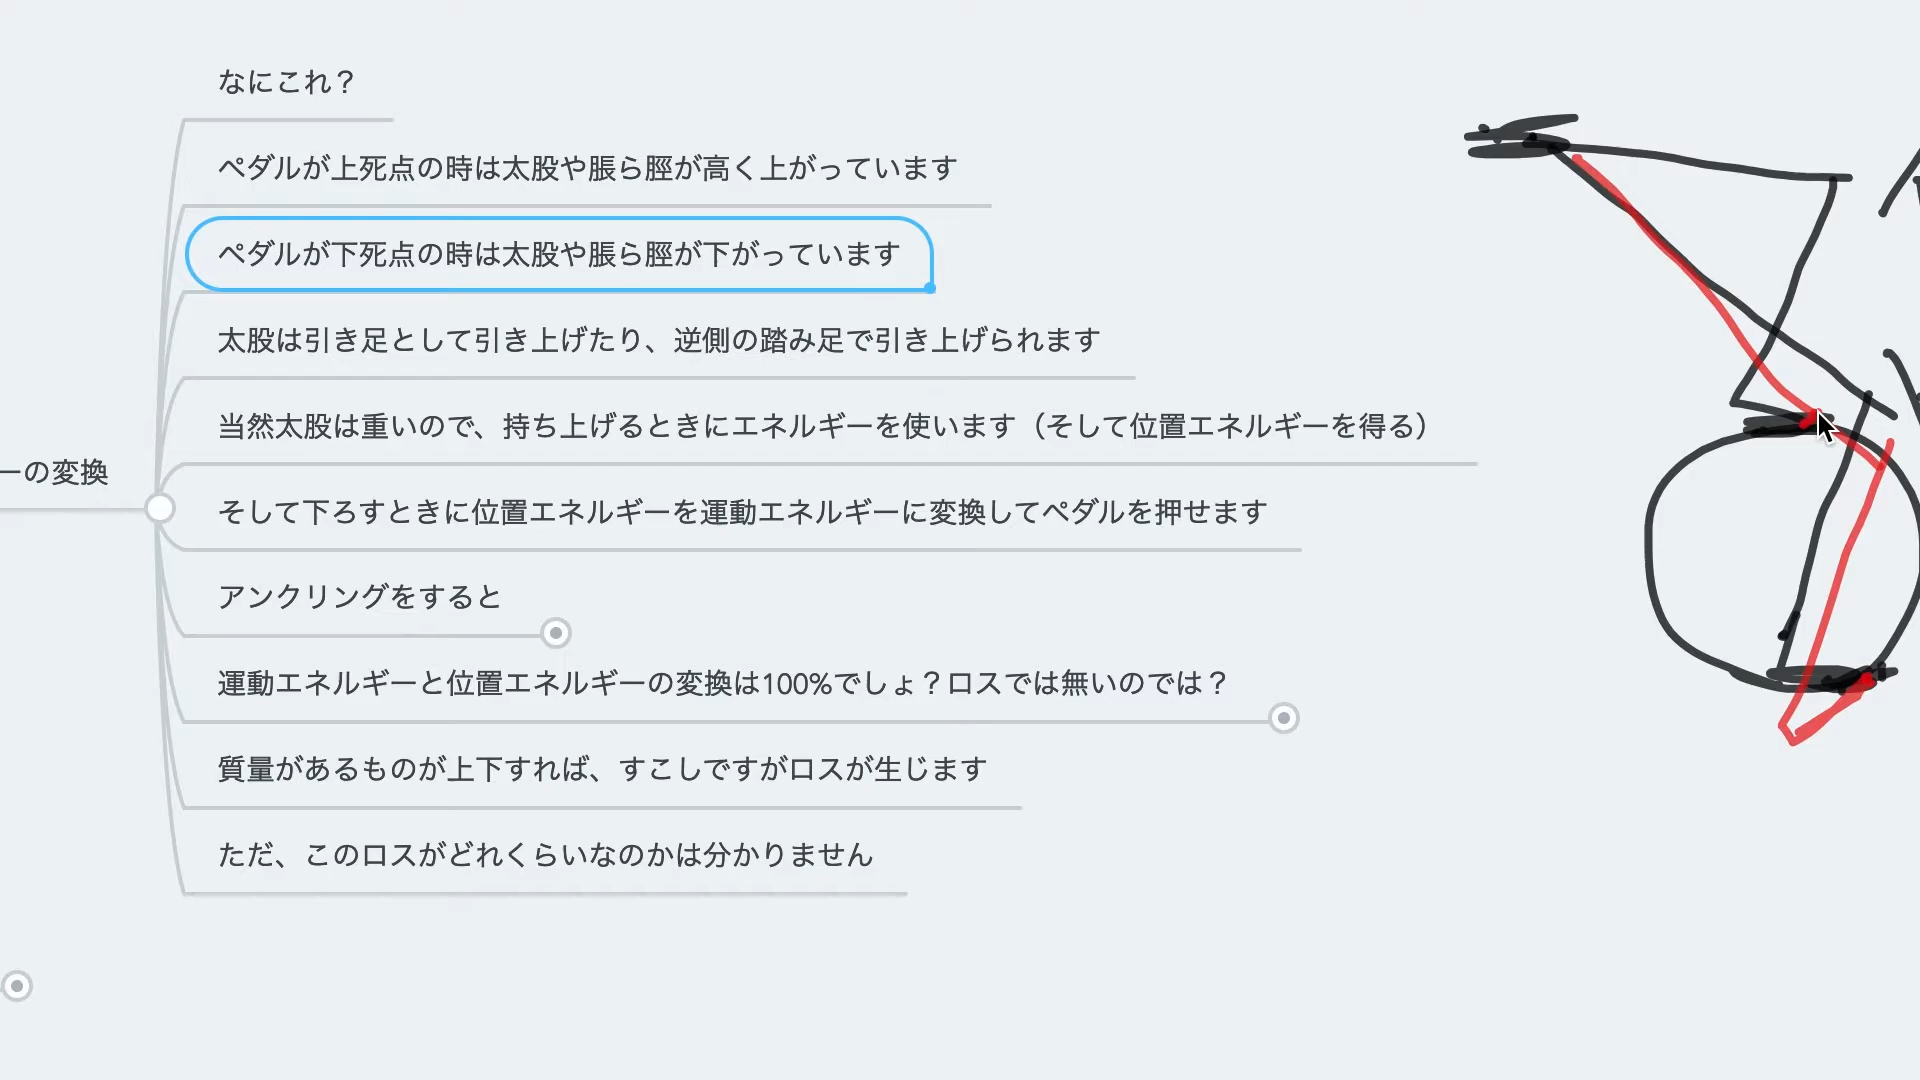 なにこれ？
ペダルが上死点の時は太股や脹ら脛が高く上がっています
ペダルが下死点の時は太股や脹ら脛が下がっています
太股は引き足として引き上げたり、逆側の踏み足で引き上げられます
当然太股は重いので、持ち上げるときにエネルギーを使います（そして位置エネルギーを得る）
ーの変換
そして下ろすときに位置エネルギーを運動エネルギーに変換してペダルを押せます
アンクリングをすると
運動エネルギーと位置エネルギーの変換は100%でしょ？ロスでは無いのでは？
質量があるものが上下すれば、すこしですがロスが生じます
ただ、このロスがどれくらいなのかは分かりません